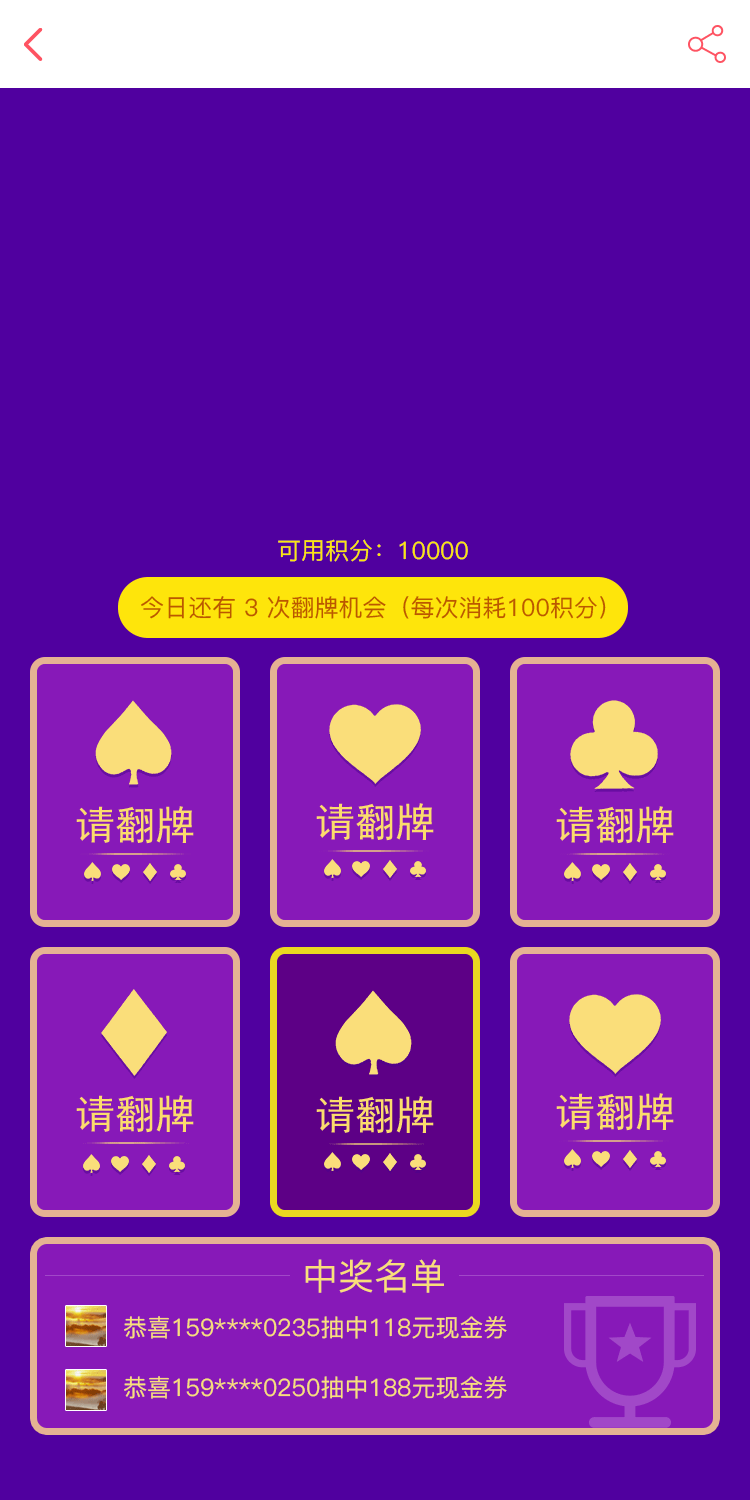 可用积分：10000
今日还有 3 次翻牌机会（每次消耗100积分）
请翻牌
请翻牌
请翻牌
请翻牌
请翻牌
请翻牌
中奖名单
恭喜159****0235抽中118元现金券
恭喜159****0250抽中188元现金券